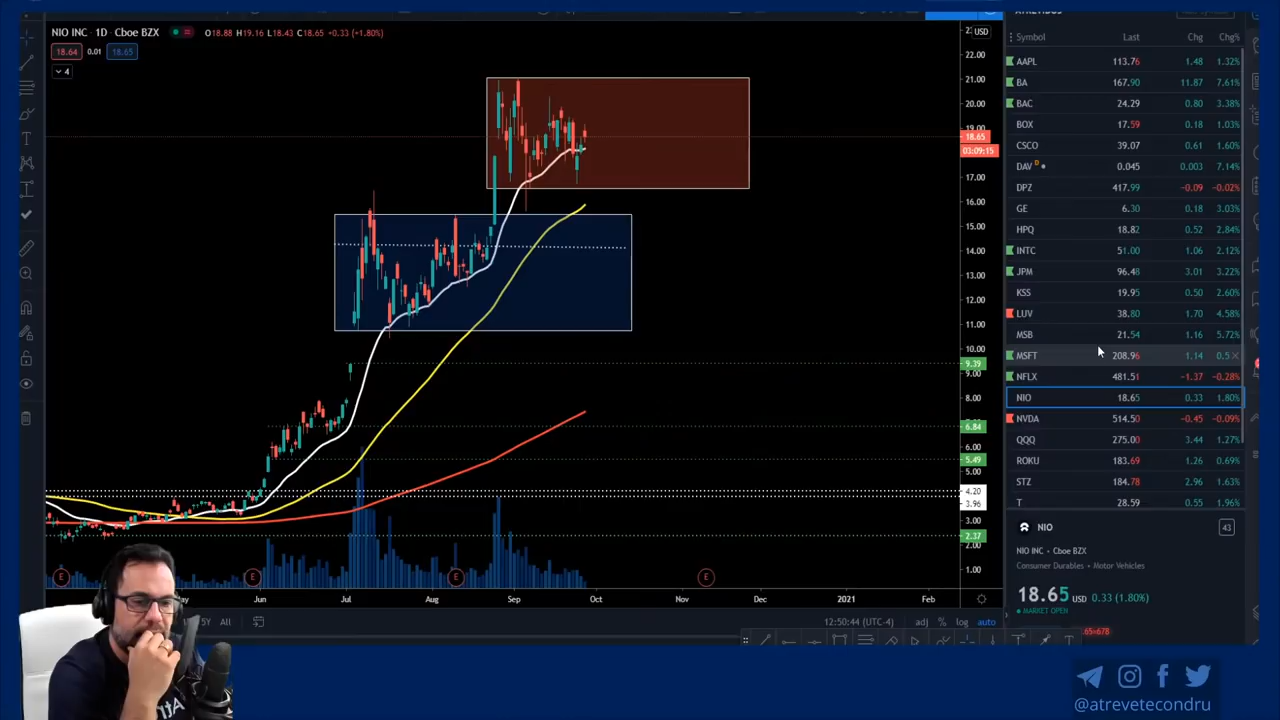 NIO INC · 1D · Cboe BZX
O18.88 H19.16 L18.43 C18.65 +0.33 (+1.80%)
18.64 0.01 18.65
4
USD
22.00
21.00
20.00
19.00
18.65
03:09:15
17.00
16.00
14.00
13.00
12.00
11.00
10.00
9.39
9.00
8.00
6.84
5.49
5.00
4.20
3.96
3.00
2.37
2.00
1.00
E E E E
Jun Jul Aug Sep Oct Nov Dec 2021 Feb
5Y All
12:50:44 (UTC-4) adj % log auto
Symbol Last Chg Chg%
AAPL 113.76 1.48 1.32%
BA 167.90 11.87 7.61%
BAC 24.29 0.80 3.38%
BOX 17.59 0.18 1.03%
CSCO 39.07 0.61 1.60%
DAV D 0.045 0.003 7.14%
DPZ 417.99 -0.09 -0.02%
GE 6.30 0.18 3.03%
HPQ 18.82 0.52 2.84%
INTC 51.00 1.06 2.12%
JPM 96.48 3.01 3.22%
KSS 19.95 0.50 2.60%
LUV 38.80 1.70 4.58%
MSB 21.54 1.16 5.72%
MSFT 208.96 1.14 0.5
NFLX 481.51 -1.37 -0.28%
NIO 18.65 0.33 1.80%
NVDA 514.50 -0.45 -0.09%
QQQ 275.00 3.44 1.27%
ROKU 183.69 1.26 0.69%
STZ 184.78 2.96 1.63%
T 28.59 0.55 1.96%
NIO 43
NIO INC • Cboe BZX
Consumer Durables • Motor Vehicles
18.65 USD 0.33 (1.80%)
MARKET OPEN
.65=678
@atrevetecondru